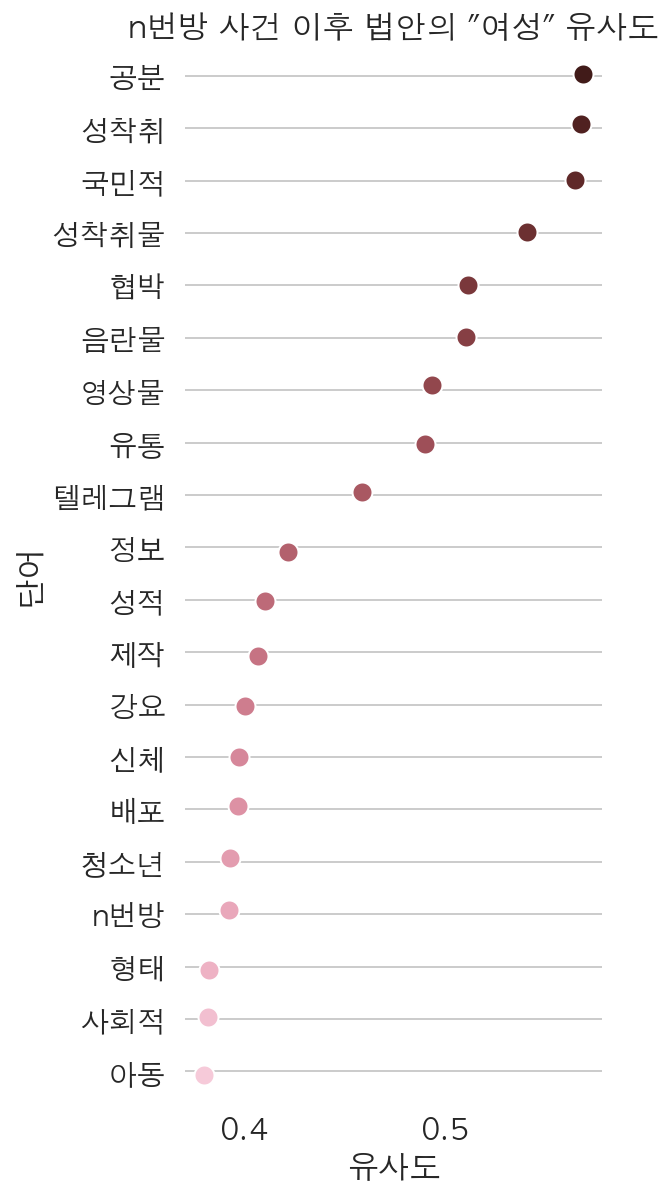 n번방 사건 이후 법안의 "여성" 유사도
공분
성착취
국민적
성착취물
협박
음란물
영상물
유통
텔레그램
정보
성적
제작
강요
신체
배포
청소년
n번방
형태
사회적
아동
단어
0.4 0.5
유사도